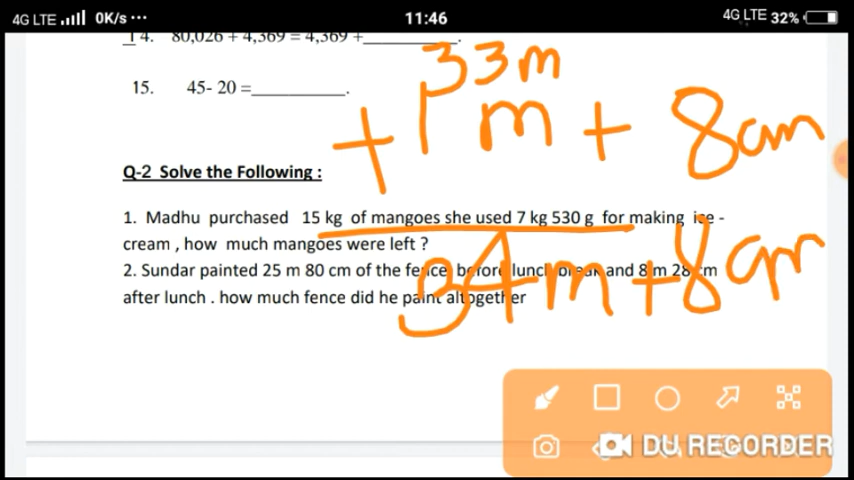 4G LTE 0K/s ··· 11:46 4G LTE 32%
14. 80,026 + 4,369 = 4,369 +__________.
33m
15. 45- 20 =__________.
+ 1 m + 8cm
Q-2 Solve the Following :
1. Madhu purchased 15 kg of mangoes she used 7 kg 530 g for making ice -
cream , how much mangoes were left ?
2. Sundar painted 25 m 80 cm of the fence before lunch break and 8 m 28 cm
after lunch . how much fence did he paint altogether
34m+8cm
DU RECORDER